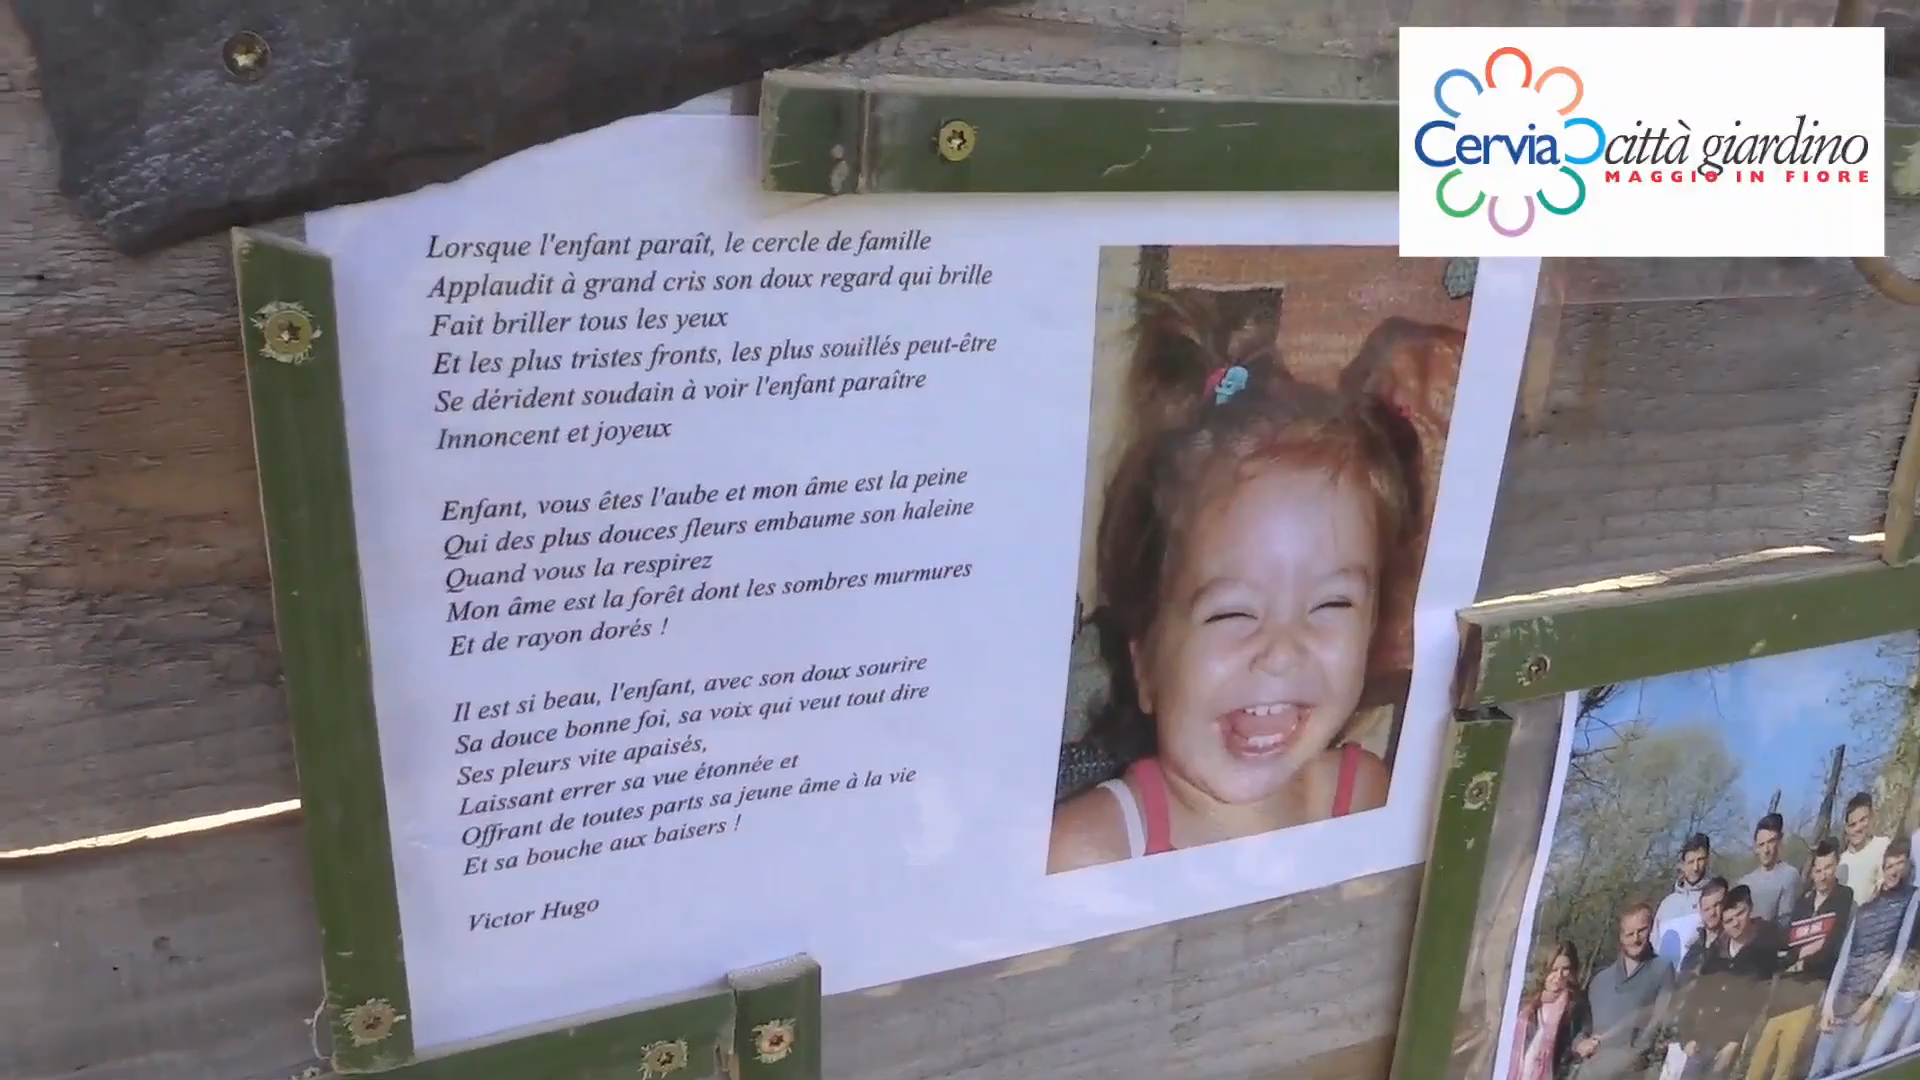 Cervia città giardino
MAGGIO IN FIORE
Lorsque l'enfant paraît, le cercle de famille
Applaudit à grand cris son doux regard qui brille
Fait briller tous les yeux
Et les plus tristes fronts, les plus souillés peut-être
Se dérident soudain à voir l'enfant paraître
Innoncent et joyeux
Enfant, vous êtes l'aube et mon âme est la peine
Qui des plus douces fleurs embaume son haleine
Quand vous la respirez
Mon âme est la forêt dont les sombres murmures
Et de rayon dorés !
Il est si beau, l'enfant, avec son doux sourire
Sa douce bonne foi, sa voix qui veut tout dire
Ses pleurs vite apaisés,
Laissant errer sa vue étonnée et
Offrant de toutes parts sa jeune âme à la vie
Et sa bouche aux baisers !
Victor Hugo